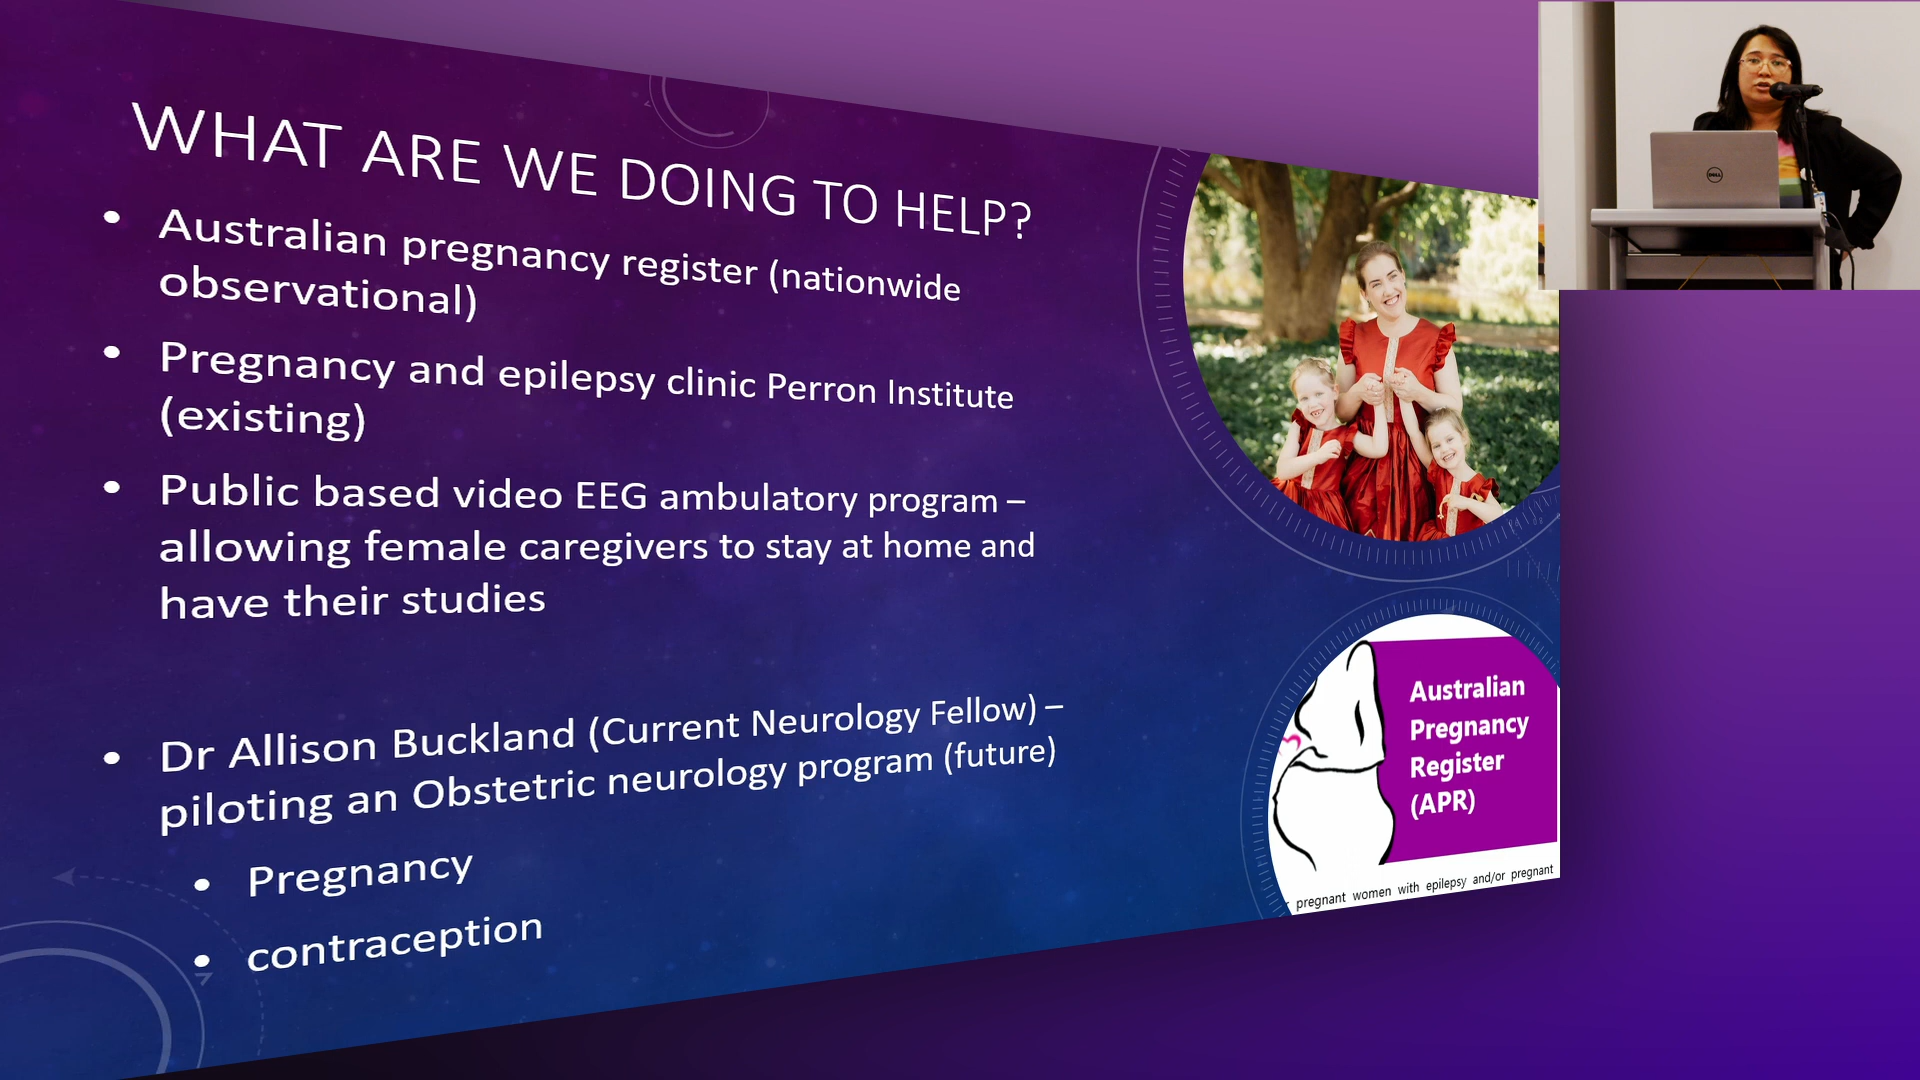 WHAT ARE WE DOING TO HELP?
• Australian pregnancy register (nationwide
observational)
• Pregnancy and epilepsy clinic Perron Institute
(existing)
• Public based video EEG ambulatory program –
allowing female caregivers to stay at home and
have their studies
• Dr Allison Buckland (Current Neurology Fellow) –
piloting an Obstetric neurology program (future)
• Pregnancy
• contraception
Australian
Pregnancy
Register
(APR)
pregnant women with epilepsy and/or pregnant
DELL